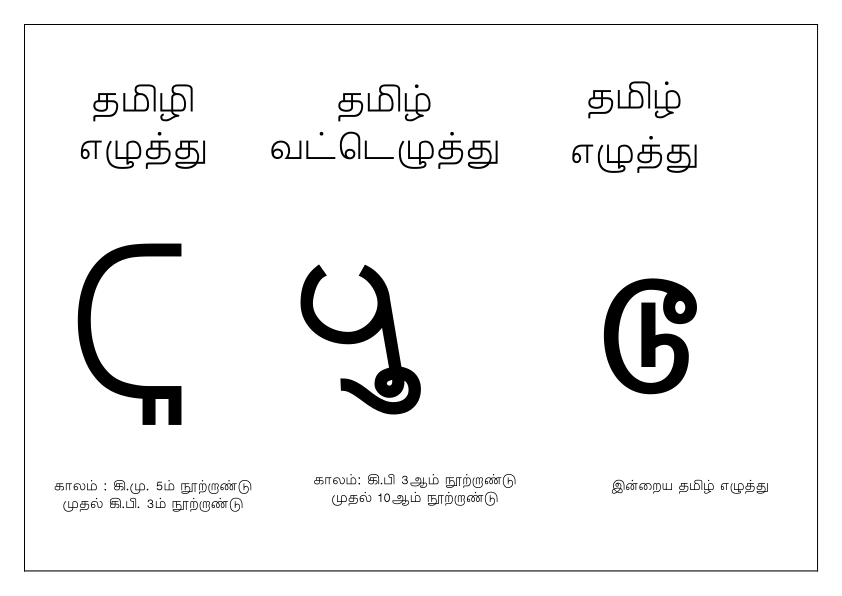 தமிழி
எழுத்து
𑀝𑀽
காலம் : கி.மு. 5ம் நூற்றாண்டு
முதல் கி.பி. 3ம் நூற்றாண்டு
தமிழ்
வட்டெழுத்து
காலம்: கி.பி 3ஆம் நூற்றாண்டு
முதல் 10ஆம் நூற்றாண்டு
தமிழ்
எழுத்து
டூ
இன்றைய தமிழ் எழுத்து